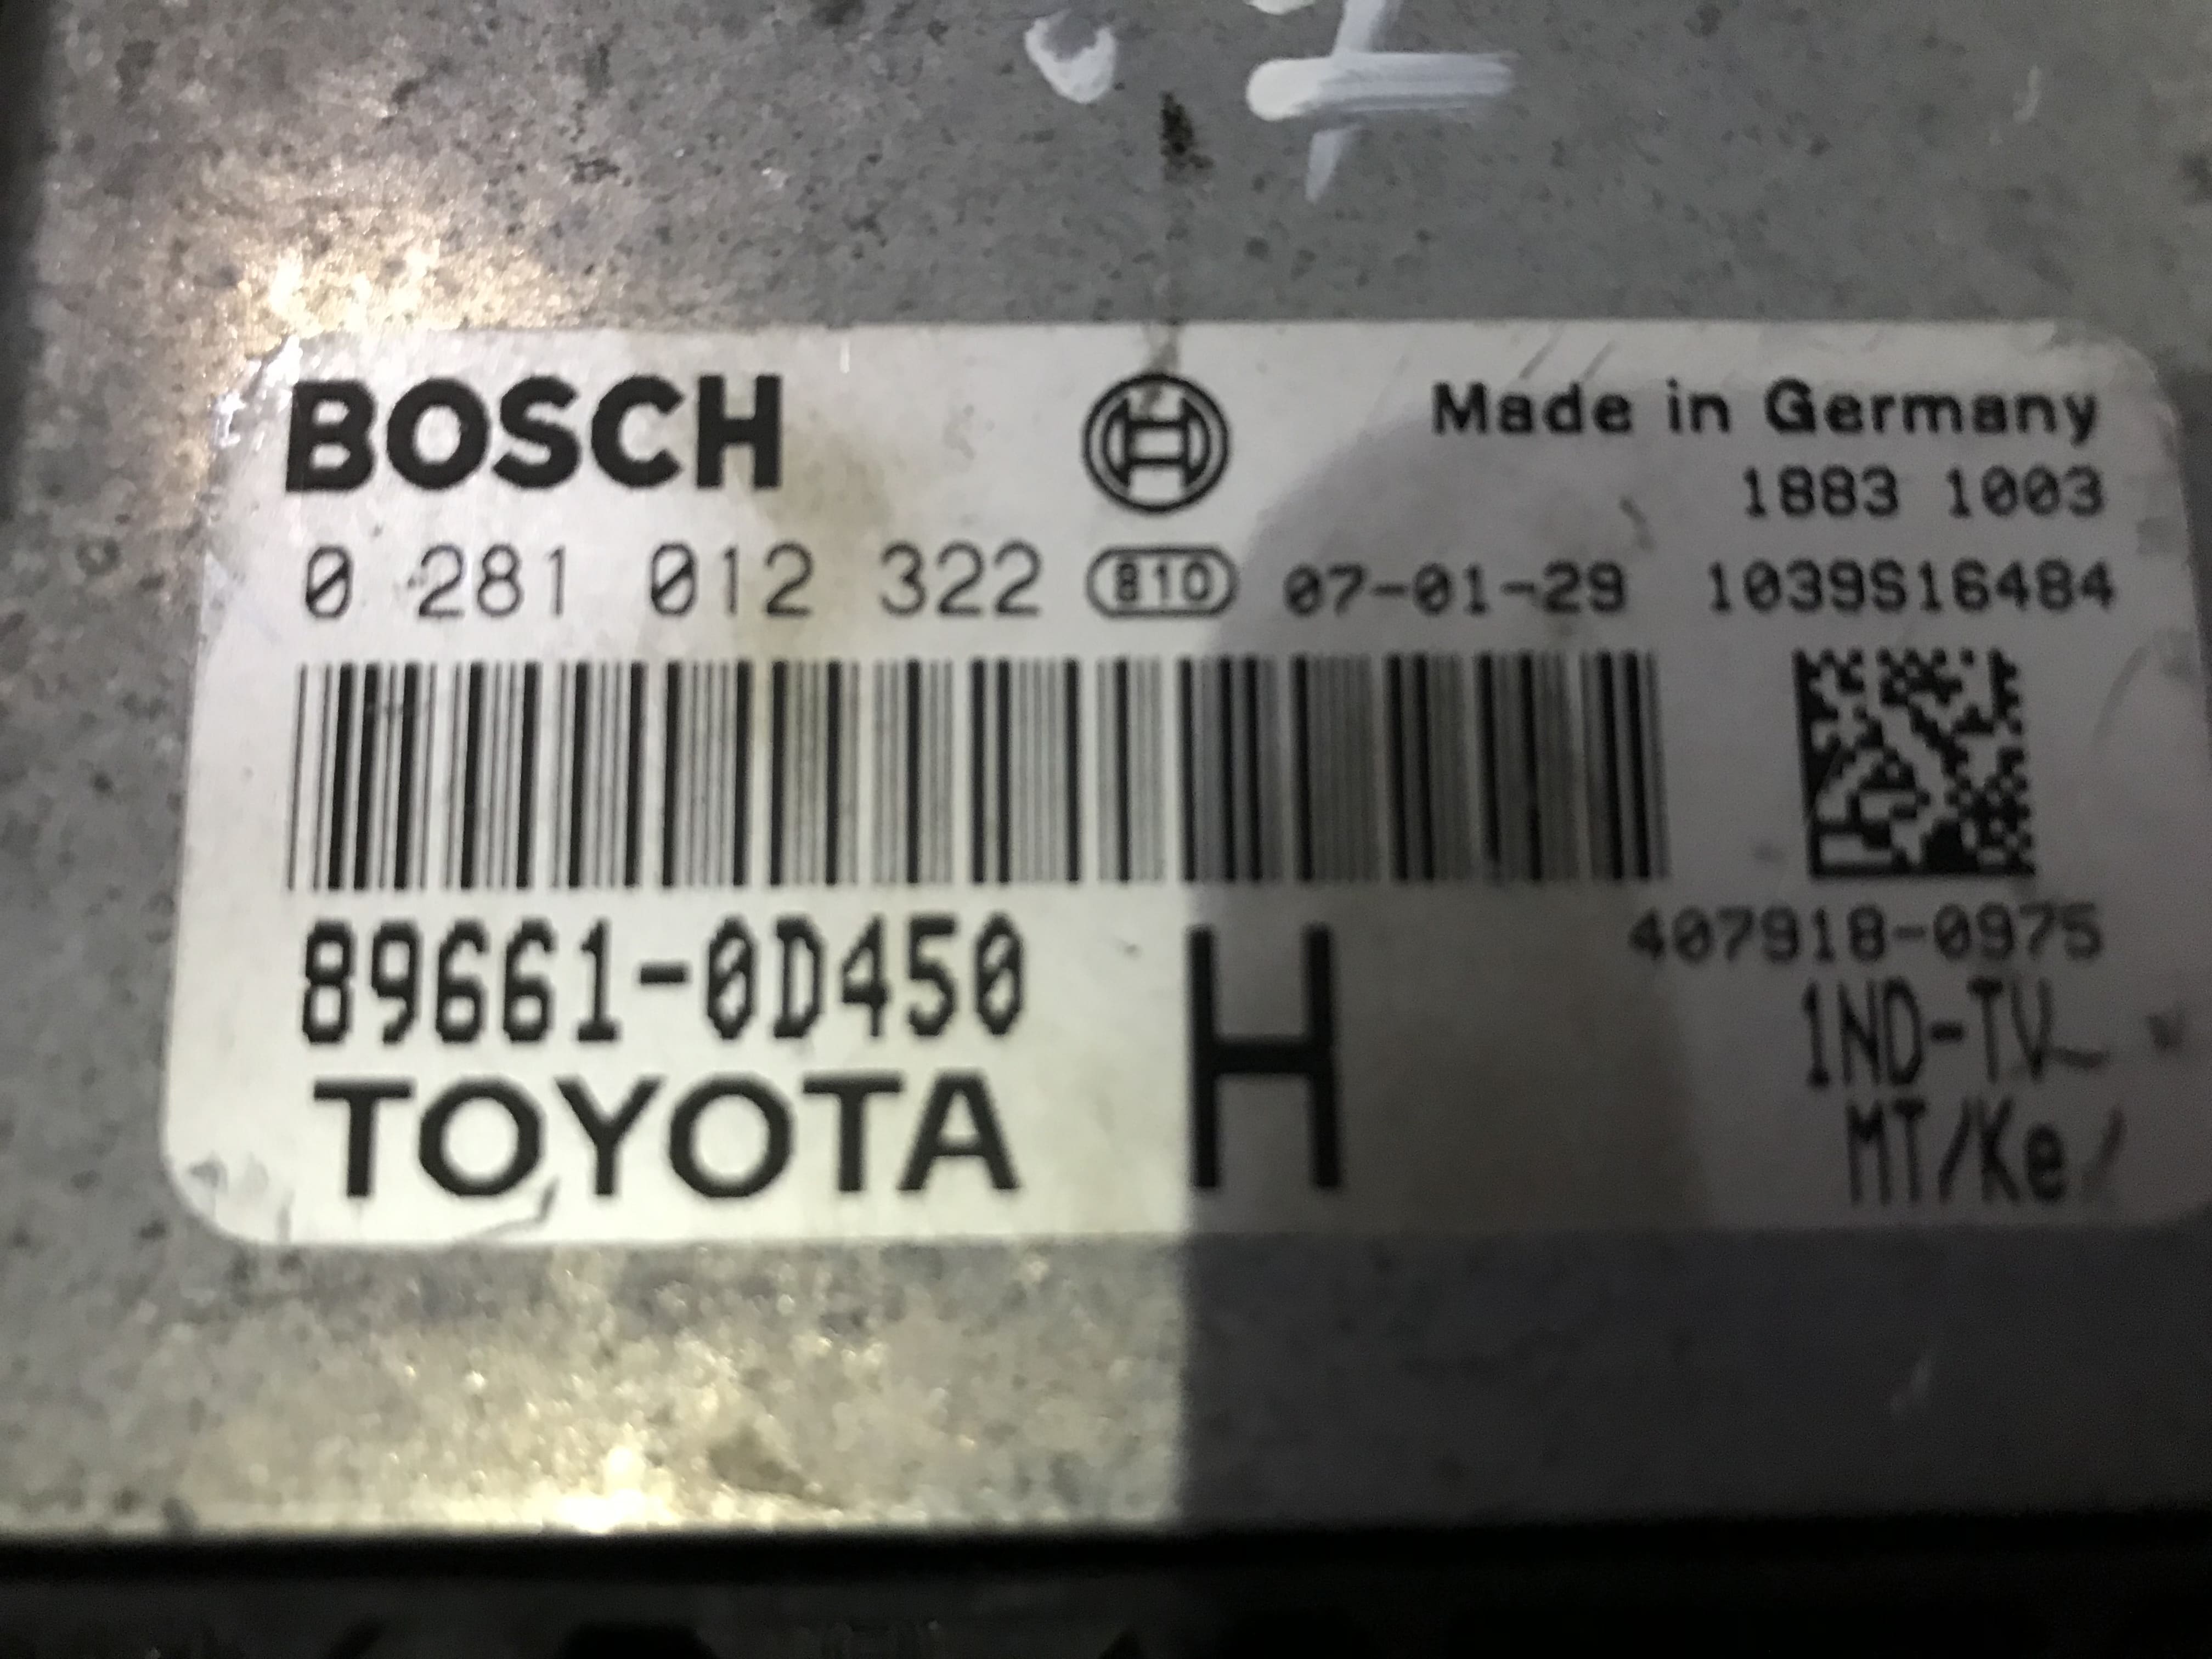 BOSCH
Made in Germany
1883 1003
0 281 012 322 810 07-01-29 1039S16484
89661-0D450 H
407918-0975
TOYOTA
1ND-TV
MT/Ke